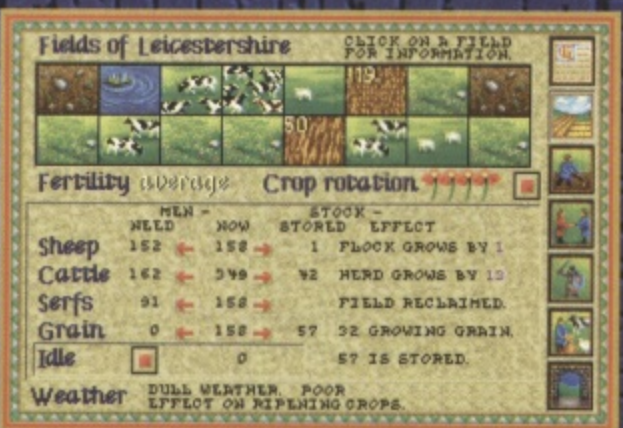 Fields of Leicestershire
CLICK ON A FIELD
FOR INFORMATION.
19
50
Fertility average Crop rotation
MEN - STOCK -
NEED NOW STORED EFFECT
Sheep 152 158 1 FLOCK GROWS BY 1
Cattle 162 349 42 HERD GROWS BY 13
Serfs 91 158 FIELD RECLAIMED.
Grain 0 158 57 32 GROWING GRAIN.
Idle 0 57 IS STORED.
Weather DULL WEATHER. POOR
EFFECT ON RIPENING CROPS.